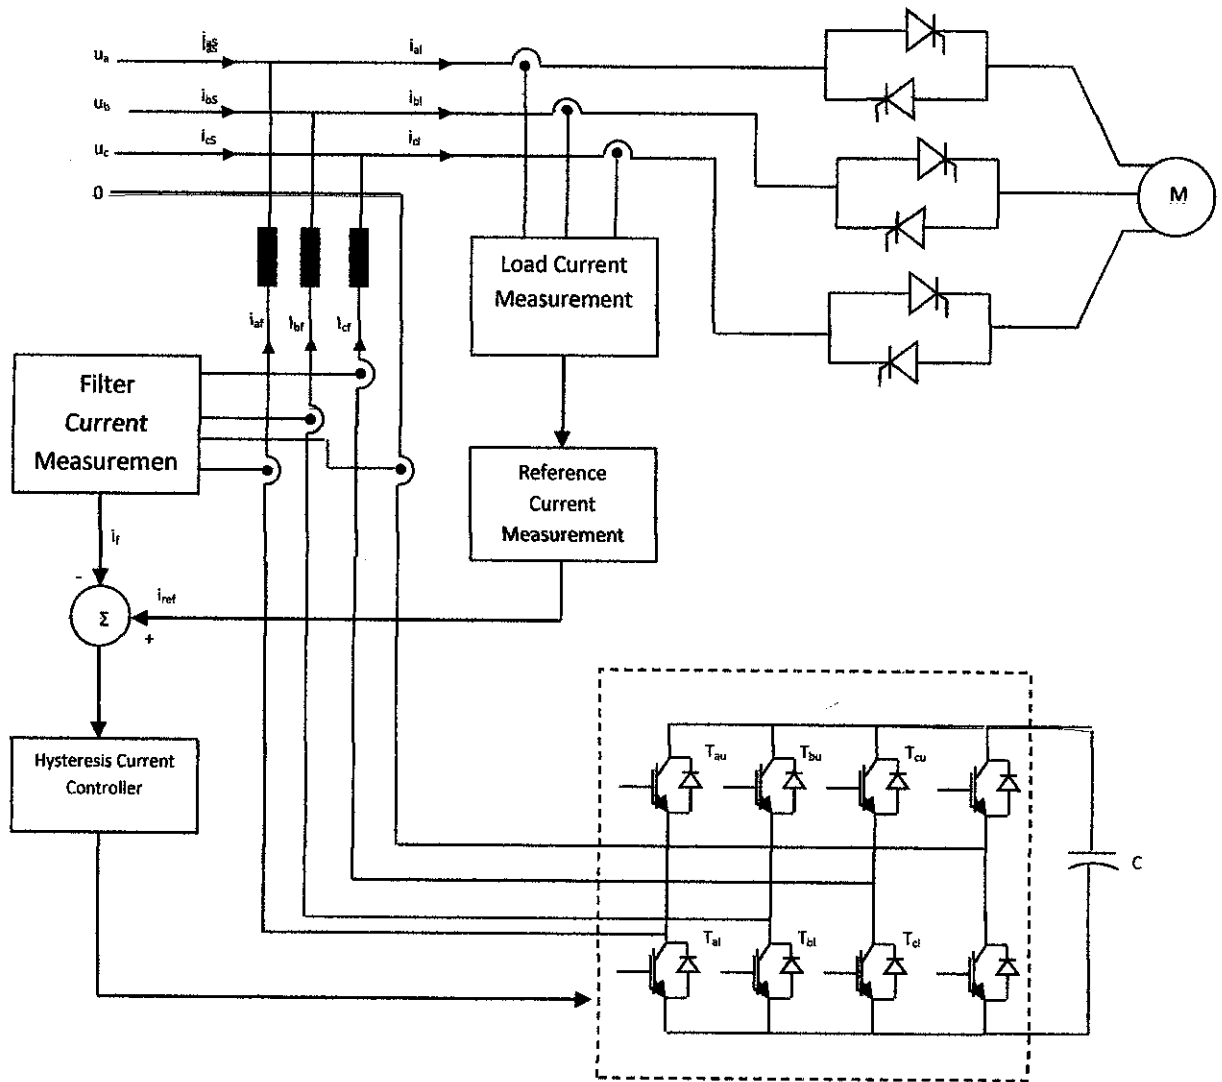 u_a
i_as
i_al
u_b
i_bs
i_bl
u_c
i_cs
i_cl
0
M
Load Current
Measurement
i_af
I_bf
I_cf
Filter
Current
Measuremen
Reference
Current
Measurement
i_f
-
Σ
i_ref
+
Hysteresis Current
Controller
T_au
T_bu
T_cu
C
T_al
T_bl
T_cl